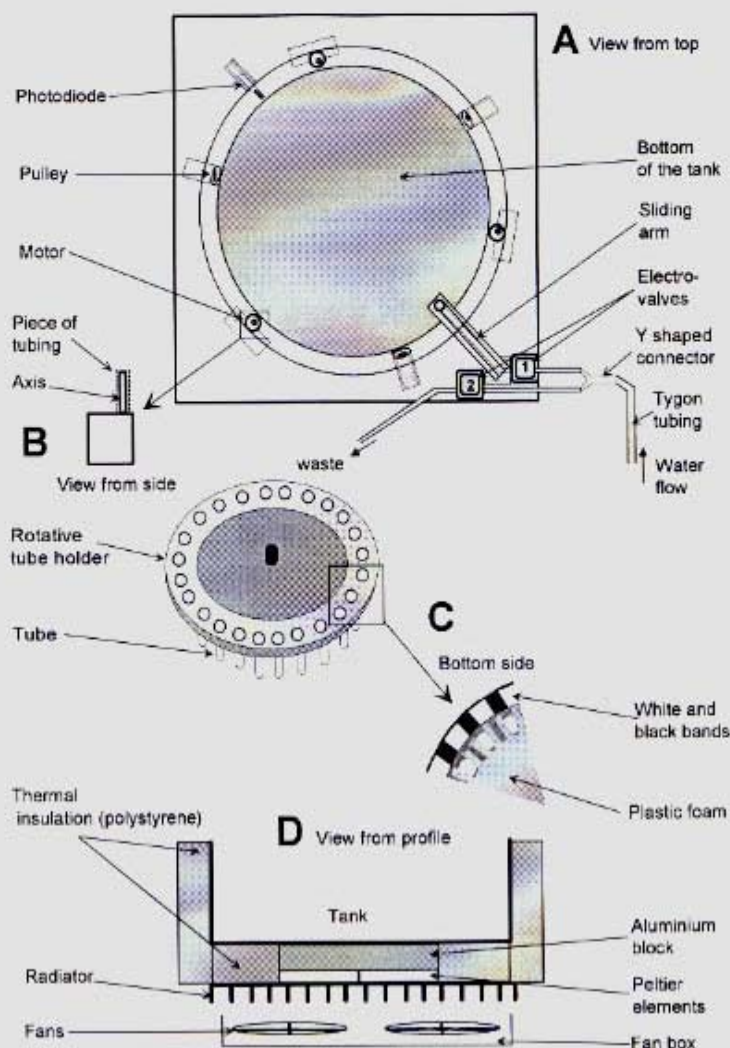 A View from top
Photodiode
Pulley
Motor
Piece of
tubing
Axis
Bottom
of the tank
Sliding
arm
Electro-
valves
Y shaped
connector
Tygon
tubing
Water
flow
1
2
waste
B
View from side
Rotative
tube holder
Tube
C
Bottom side
White and
black bands
Plastic foam
Thermal
insulation (polystyrene)
D View from profile
Tank
Aluminium
block
Radiator
Peltier
elements
Fans
Fan box